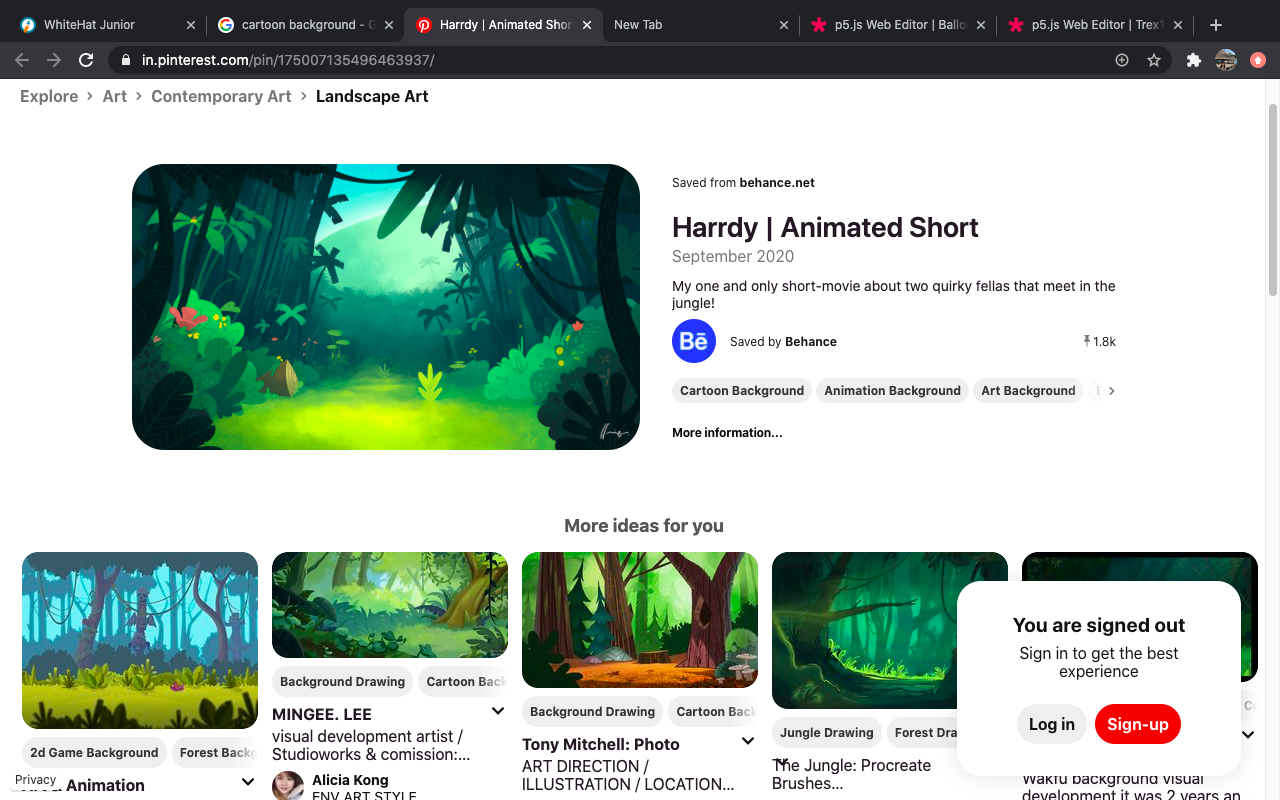 WhiteHat Junior
cartoon background - G
Harrdy | Animated Shor
New Tab
p5.js Web Editor | Ballo
p5.js Web Editor | Trex1
in.pinterest.com/pin/175007135496463937/
Explore > Art > Contemporary Art > Landscape Art
Saved from behance.net
Harrdy | Animated Short
September 2020
My one and only short-movie about two quirky fellas that meet in the
jungle!
Bē
Saved by Behance
1.8k
Cartoon Background
Animation Background
Art Background
More information...
More ideas for you
2d Game Background
Forest Backg
Animation
Background Drawing
Cartoon Back
MINGEE. LEE
visual development artist /
Studioworks & comission:...
Alicia Kong
ENV ART STYLE
Background Drawing
Cartoon Back
Tony Mitchell: Photo
ART DIRECTION /
ILLUSTRATION / LOCATION...
Jungle Drawing
Forest Dra
The Jungle: Procreate
Brushes...
Wakfu background visual
development it was 2 years an...
You are signed out
Sign in to get the best
experience
Log in
Sign-up
Privacy